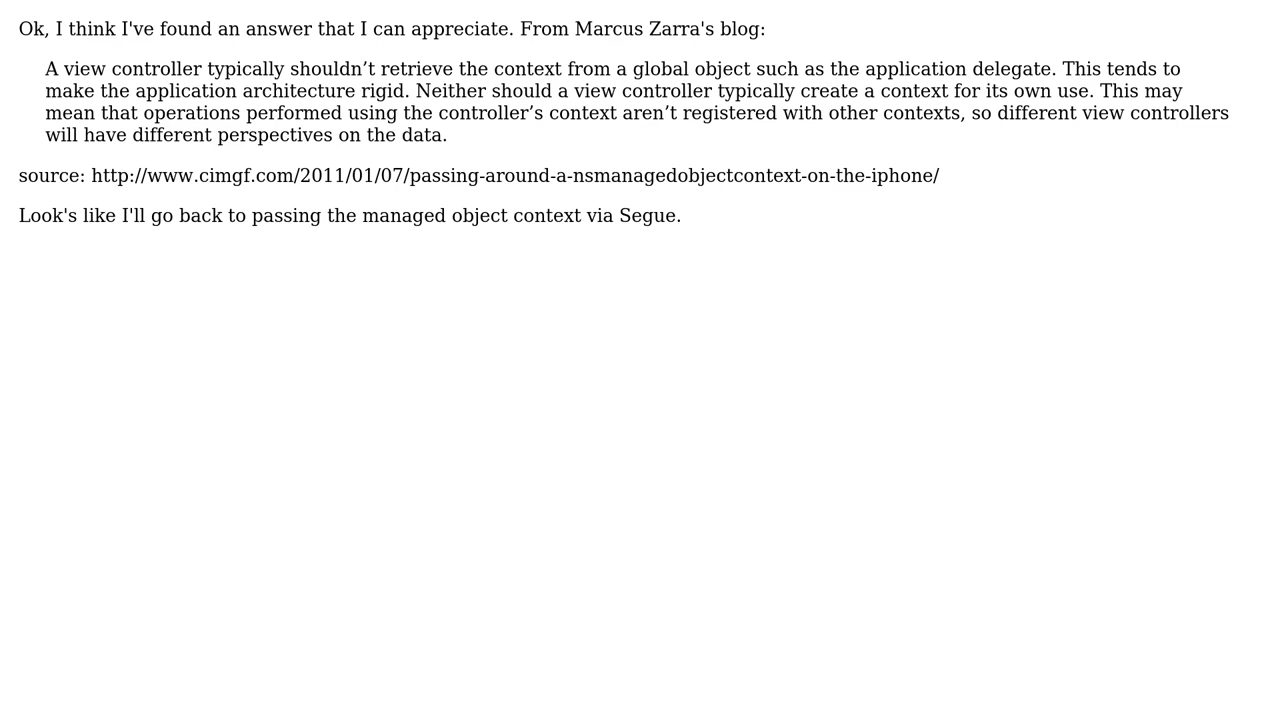 Ok, I think I've found an answer that I can appreciate. From Marcus Zarra's blog:
A view controller typically shouldn’t retrieve the context from a global object such as the application delegate. This tends to
make the application architecture rigid. Neither should a view controller typically create a context for its own use. This may
mean that operations performed using the controller’s context aren’t registered with other contexts, so different view controllers
will have different perspectives on the data.
source: http://www.cimgf.com/2011/01/07/passing-around-a-nsmanagedobjectcontext-on-the-iphone/
Look's like I'll go back to passing the managed object context via Segue.